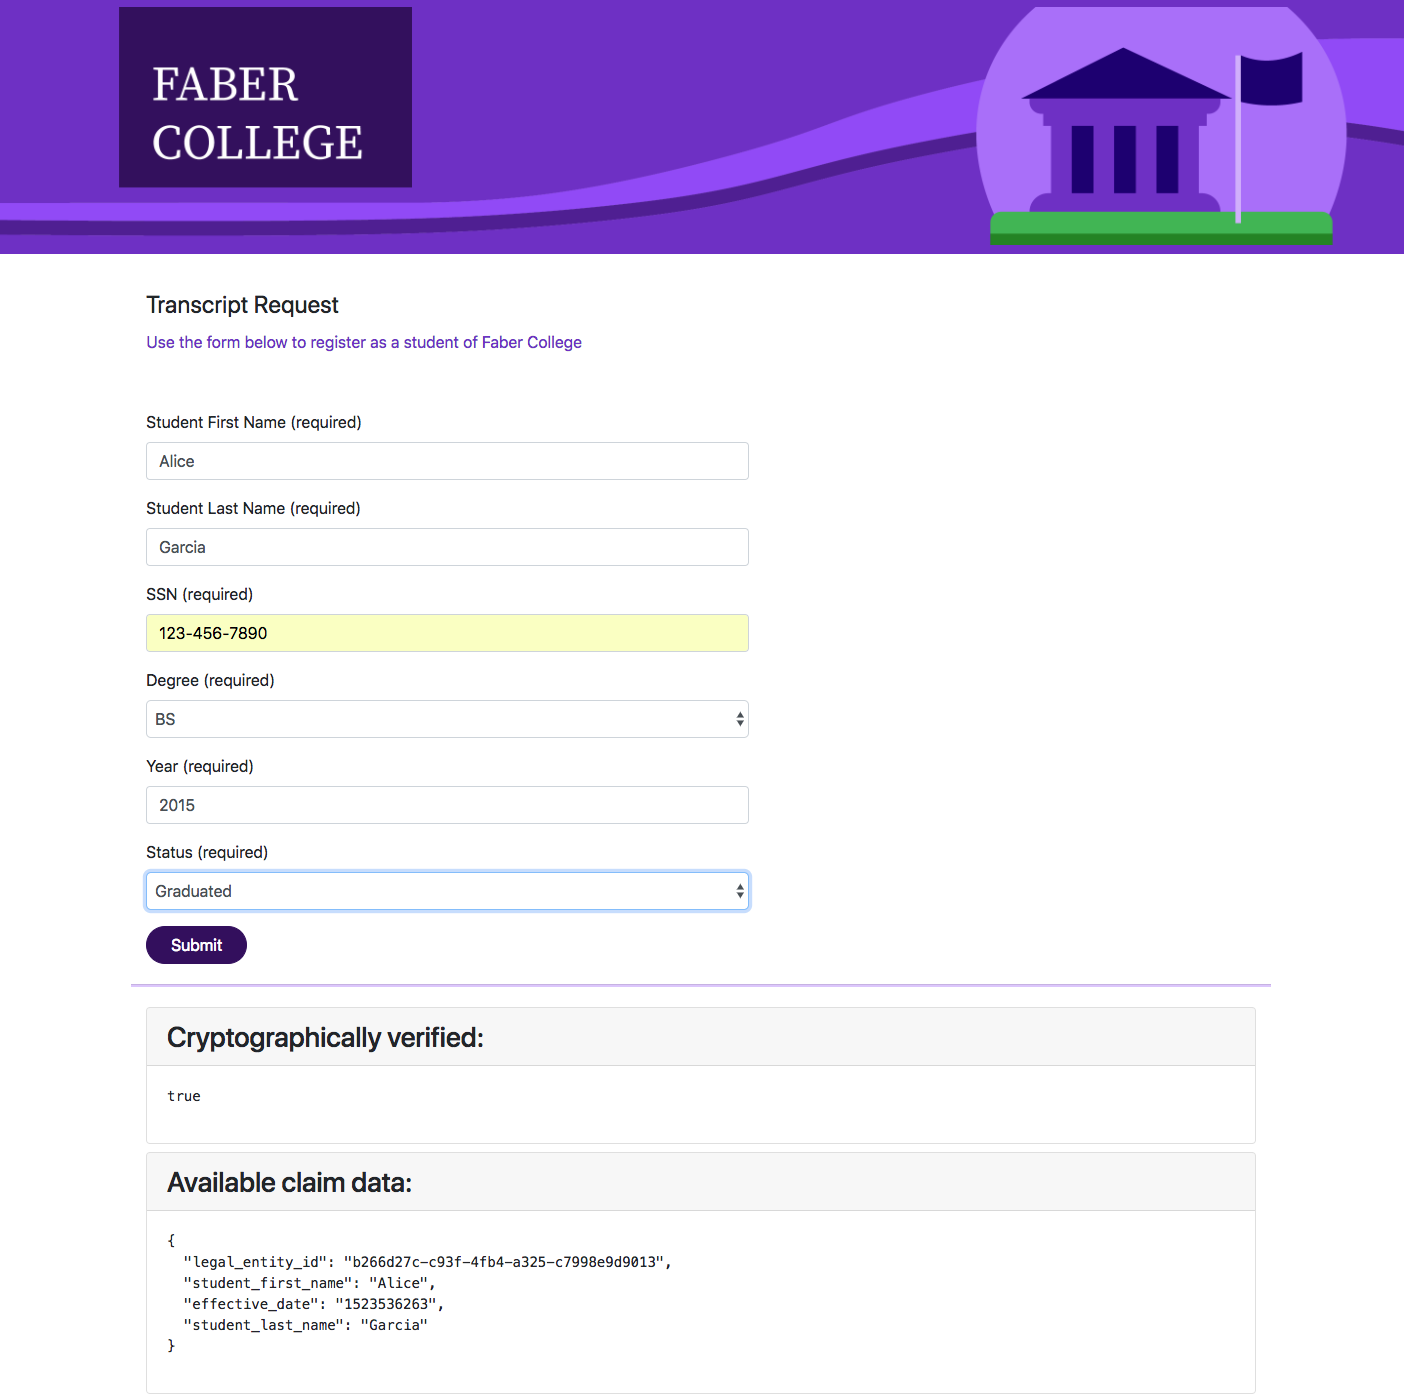 FABER
COLLEGE
Transcript Request
Use the form below to register as a student of Faber College
Student First Name (required)
Alice
Student Last Name (required)
Garcia
SSN (required)
123-456-7890
Degree (required)
BS
Year (required)
2015
Status (required)
Graduated
Submit
Cryptographically verified:
true
Available claim data:
{
  "legal_entity_id": "b266d27c-c93f-4fb4-a325-c7998e9d9013",
  "student_first_name": "Alice",
  "effective_date": "1523536263",
  "student_last_name": "Garcia"
}